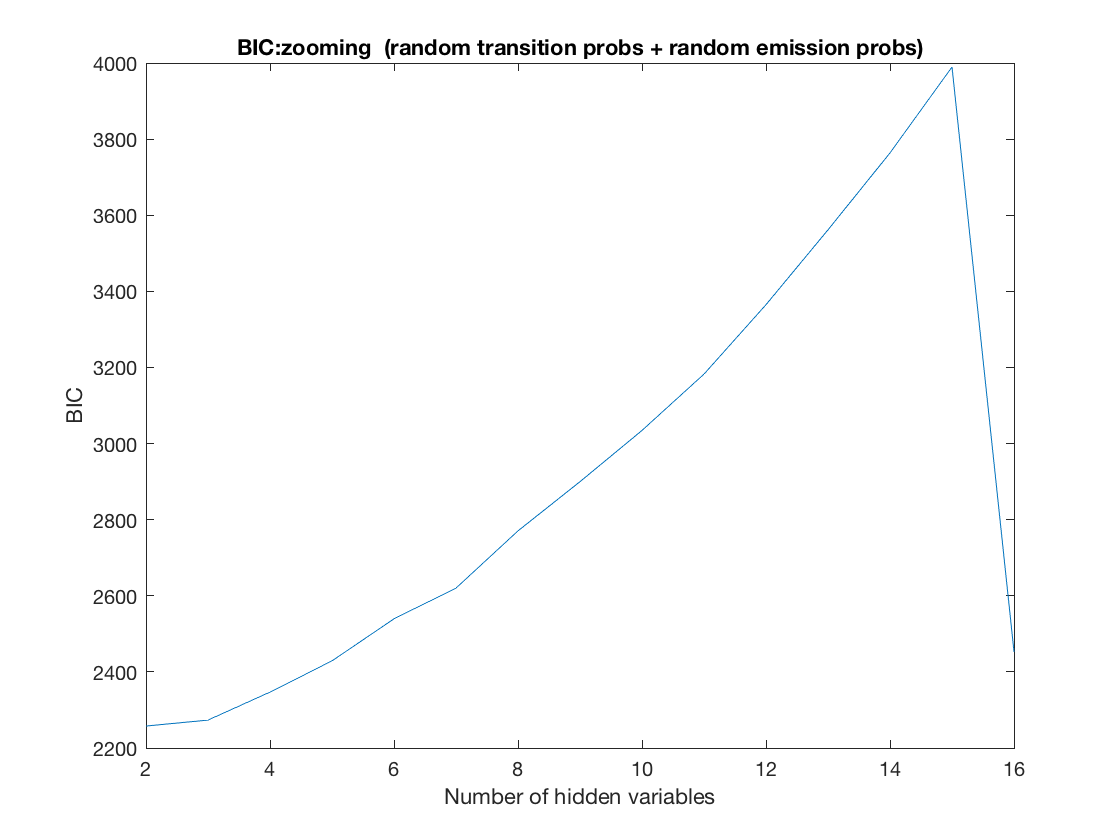 BIC:zooming  (random transition probs + random emission probs)
4000
3800
3600
3400
3200
3000
2800
2600
2400
2200
BIC
2 4 6 8 10 12 14 16
Number of hidden variables